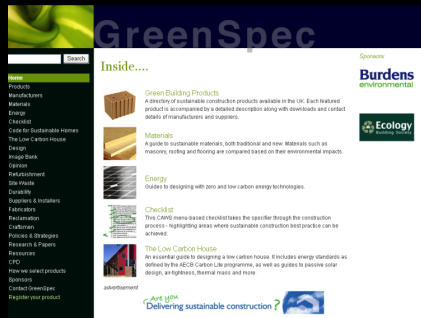 GreenSpec
Search
Home
Products
Manufacturers
Materials
Energy
Checklist
Code for Sustainable Homes
The Low Carbon House
Design
Image Bank
Opinion
Refurbishment
Site Waste
Durability
Suppliers & Installers
Fabricators
Reclamation
Craftsmen
Policies & Strategies
Research & Papers
Resources
CPD
How we select products
Sponsors
Contact GreenSpec
Register your product
Inside....
Green Building Products
A directory of sustainable construction products available in the UK. Each featured
product is accompanied by a detailed description along with downloads and contact
details of manufacturers and suppliers.
Materials
A guide to sustainable materials, both traditional and new. Materials such as
masonry, roofing and flooring are compared based on their environmental impacts.
Energy
Guides to designing with zero and low carbon energy technologies.
Checklist
This CAWS menu-based checklist takes the specifier through the construction
process - highlighting areas where sustainable construction best practice can be
achieved.
The Low Carbon House
An essential guide to designing a low carbon house. It includes energy standards as
defined by the AECB Carbon Lite programme, as well as guides to passive solar
design, air-tightness, thermal mass and more
advertisement
Are you
Delivering sustainable construction ?
Sponsors
Burdens
environmental
Ecology
Building Society